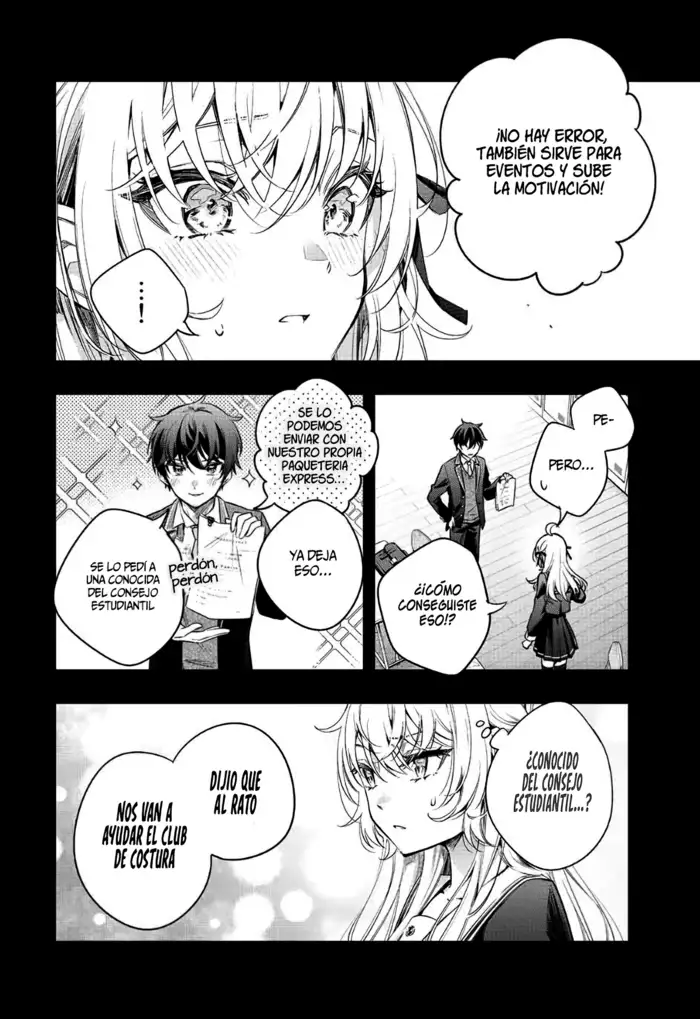 ¡NO HAY ERROR,
TAMBIÉN SIRVE PARA
EVENTOS Y SUBE
LA MOTIVACIÓN!
...!
PE-
PERO...
¿¡CÓMO
CONSEGUISTE
ESO!?
SE LO
PODEMOS
ENVIAR CON
NUESTRO PROPIA
PAQUETERIA
EXPRESS...
YA DEJA
ESO...
perdón,
perdón
SE LO PEDÍ A
UNA CONOCIDA
DEL CONSEJO
ESTUDIANTIL
¿CONOCIDO
DEL CONSEJO
ESTUDIANTIL...?
DIJIO QUE
AL RATO
NOS VAN A
AYUDAR EL CLUB
DE COSTURA